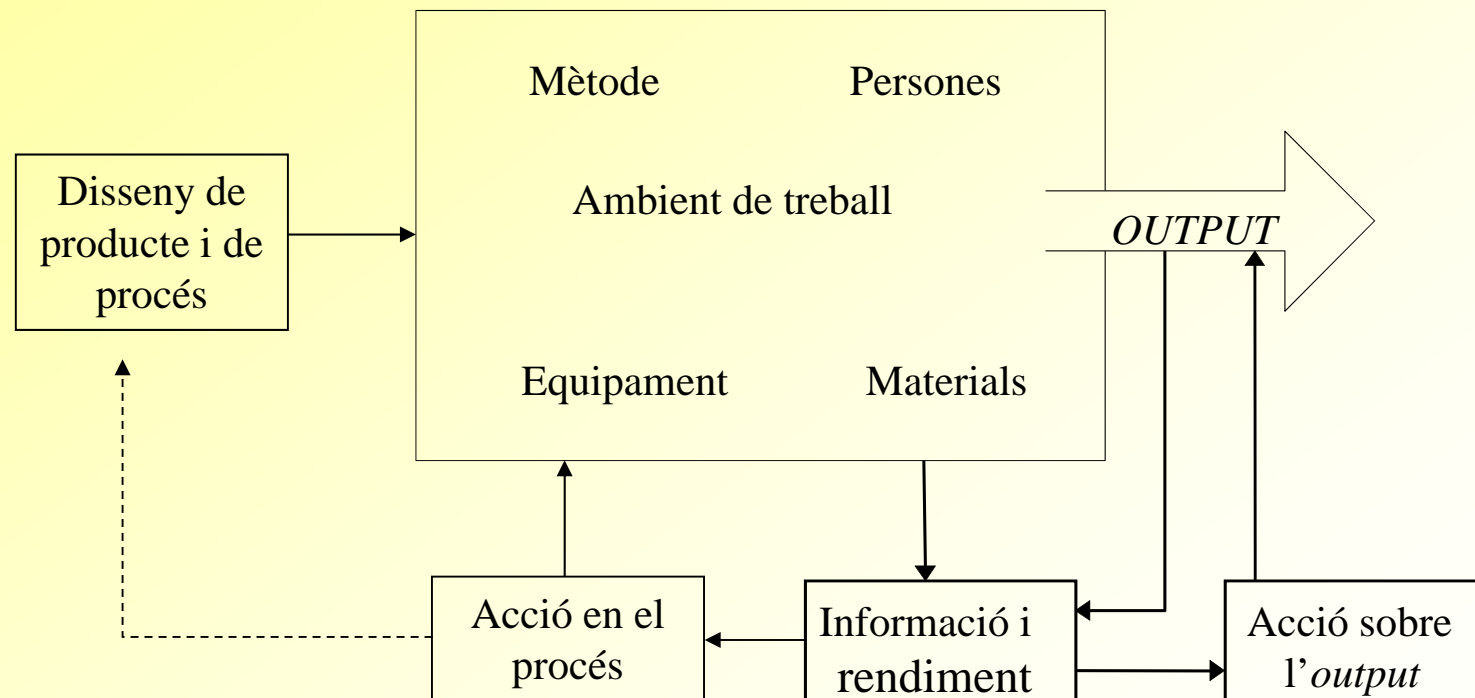 Mètode
Persones
Disseny de
producte i de
procés
Ambient de treball
OUTPUT
Equipament
Materials
Acció en el
procés
Informació i
rendiment
Acció sobre
l’output